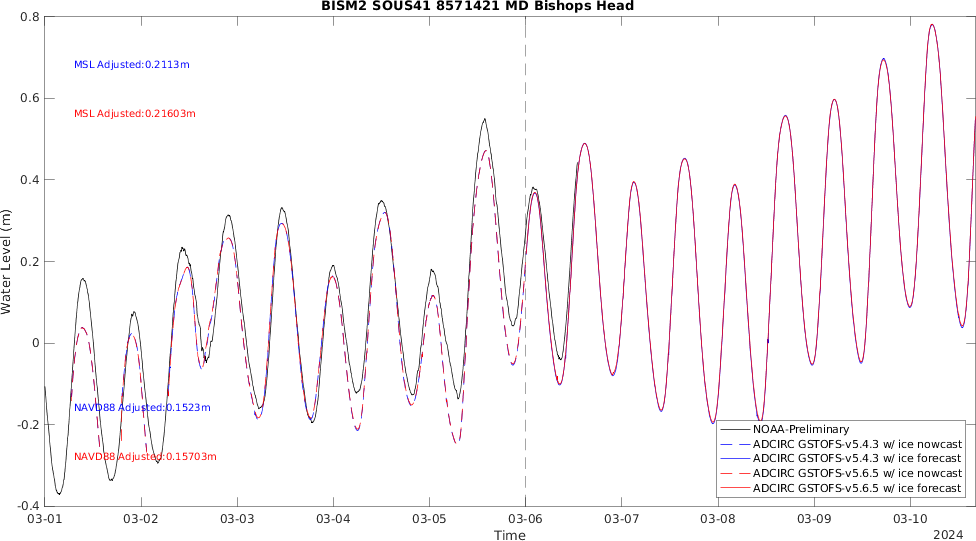 BISM2 SOUS41 8571421 MD Bishops Head
0.8
0.6
0.4
0.2
0
-0.2
-0.4
Water Level (m)
MSL Adjusted:0.2113m
MSL Adjusted:0.21603m
NAVD88 Adjusted:0.1523m
NAVD88 Adjusted:0.15703m
NOAA-Preliminary
ADCIRC GSTOFS-v5.4.3 w/ ice nowcast
ADCIRC GSTOFS-v5.4.3 w/ ice forecast
ADCIRC GSTOFS-v5.6.5 w/ ice nowcast
ADCIRC GSTOFS-v5.6.5 w/ ice forecast
03-01 03-02 03-03 03-04 03-05 03-06 03-07 03-08 03-09 03-10
Time
2024